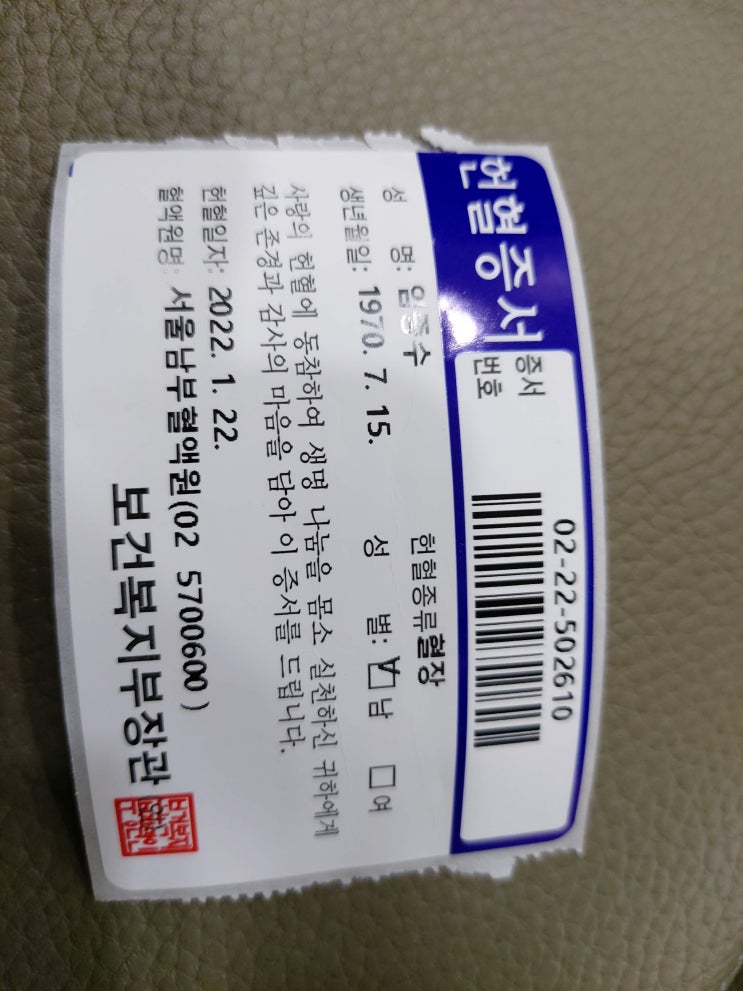 헌혈증서
증서
번호
02-22-502610
성 명: 임 수 헌혈종류혈장
생년월일: 1970. 7. 15. 성 별: 남 여
사랑의 헌혈에 동참하여 생명 나눔을 몸소 실천하신 귀하에게
깊은 존경과 감사의 마음을 담아 이 증서를 드립니다.
헌혈일자: 2022. 1. 22.
혈액원명: 서울남부혈액원(02 5700600 )
보건복지부장관